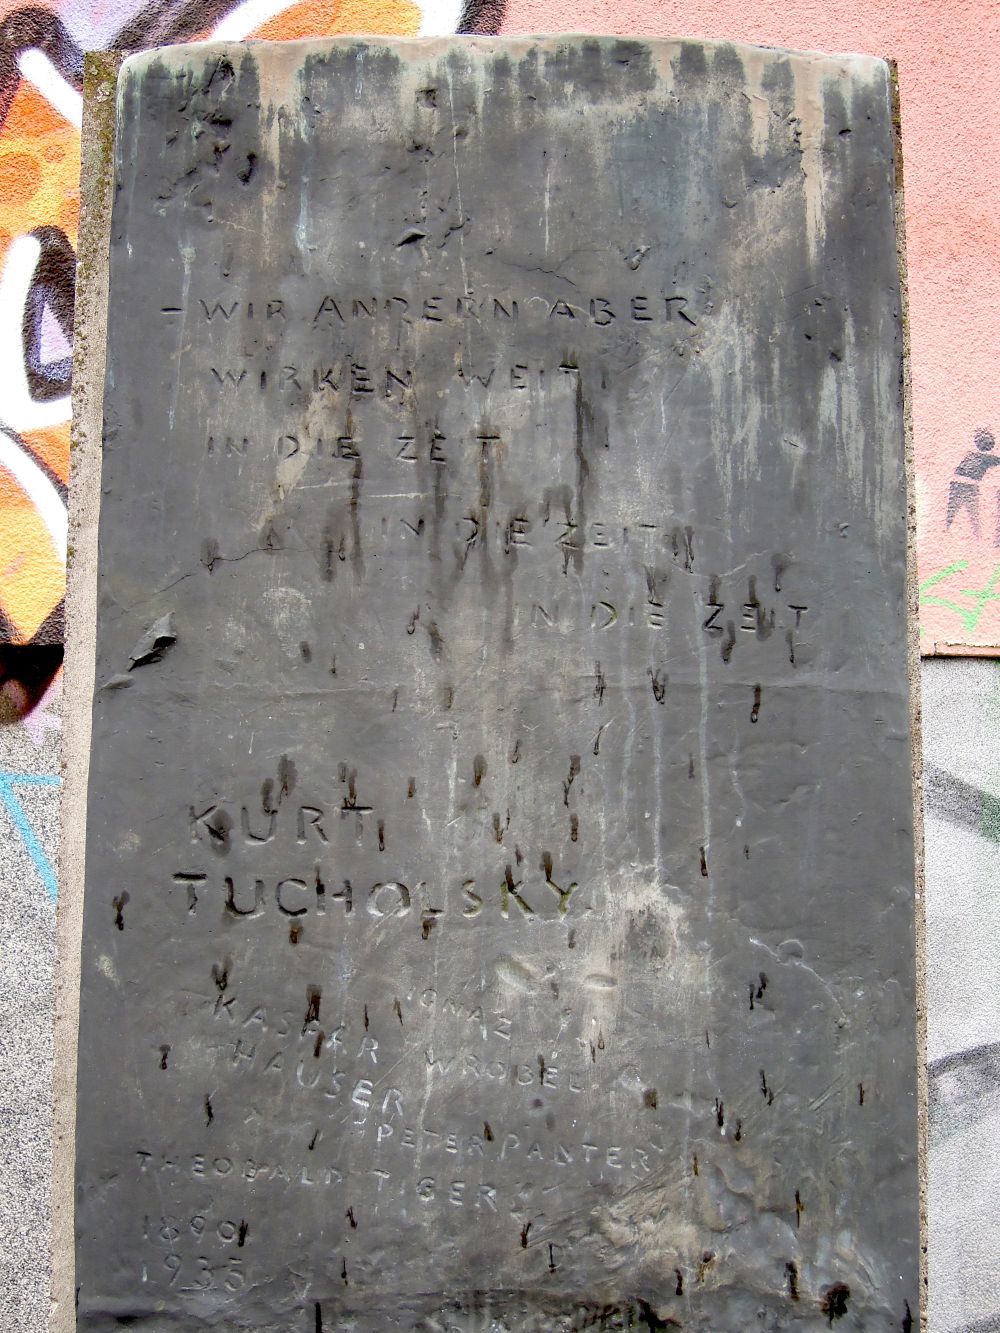 - WIR ANDERN ABER
WIRKEN WEIT
IN DIE ZEIT
IN DIE ZEIT
IN DIE ZEIT
KURT
TUCHOLSKY
KASPAR
HAUSER
IGNAZ
WROBEL
PETER PANTER
THEOBALD TIGER
1890
1935